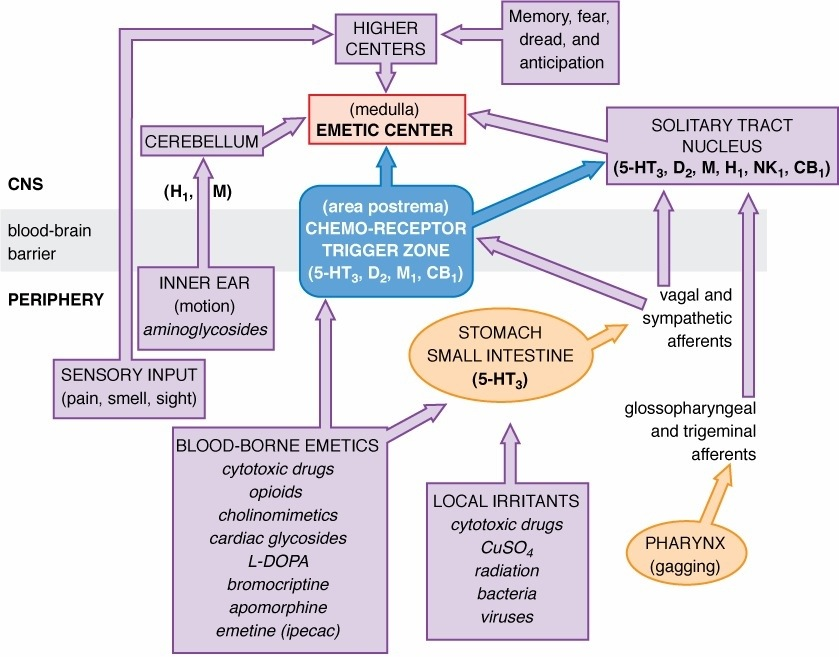 HIGHER
CENTERS
Memory, fear,
dread, and
anticipation
(medulla)
EMETIC CENTER
CEREBELLUM
SOLITARY TRACT
NUCLEUS
(5-HT₃, D₂, M, H₁, NK₁, CB₁)
CNS
(H₁, M)
blood-brain
barrier
(area postrema)
CHEMO-RECEPTOR
TRIGGER ZONE
(5-HT₃, D₂, M₁, CB₁)
PERIPHERY
INNER EAR
(motion)
aminoglycosides
vagal and
sympathetic
afferents
STOMACH
SMALL INTESTINE
(5-HT₃)
SENSORY INPUT
(pain, smell, sight)
glossopharyngeal
and trigeminal
afferents
BLOOD-BORNE EMETICS
cytotoxic drugs
opioids
cholinomimetics
cardiac glycosides
L-DOPA
bromocriptine
apomorphine
emetine (ipecac)
LOCAL IRRITANTS
cytotoxic drugs
CuSO₄
radiation
bacteria
viruses
PHARYNX
(gagging)